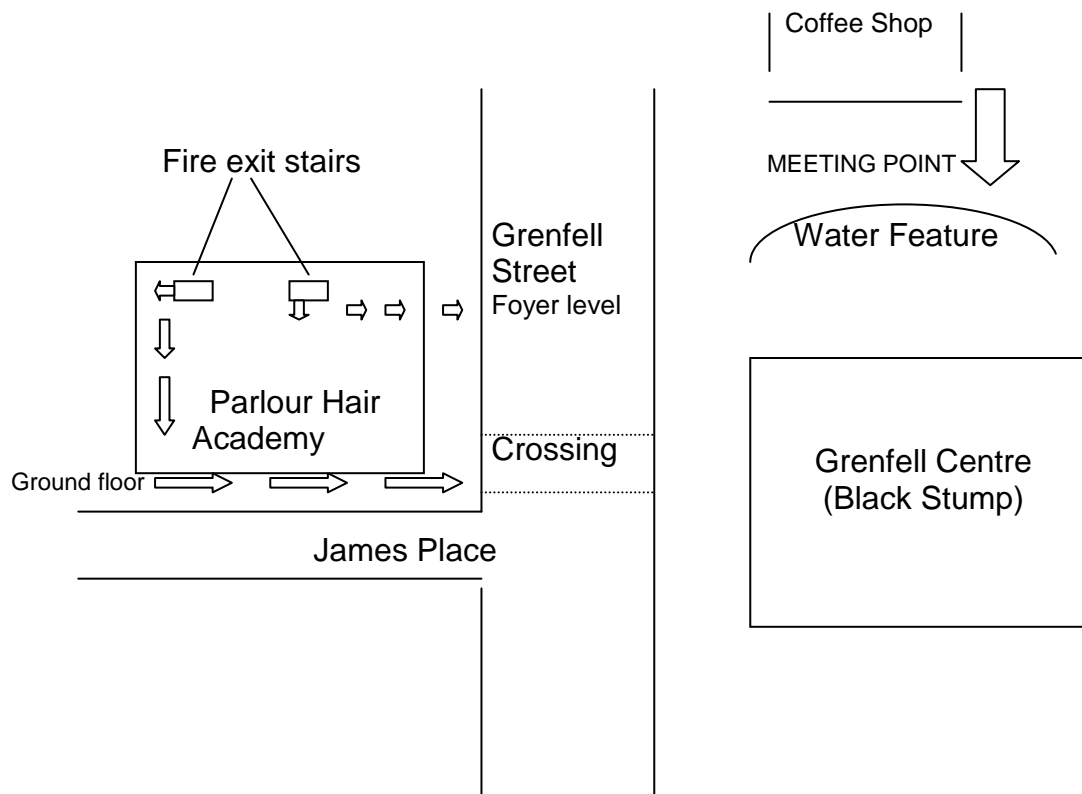 Coffee Shop
Fire exit stairs
MEETING POINT
Water Feature
Grenfell
Street
Foyer level
Parlour Hair
Academy
Crossing
Grenfell Centre
(Black Stump)
Ground floor
James Place